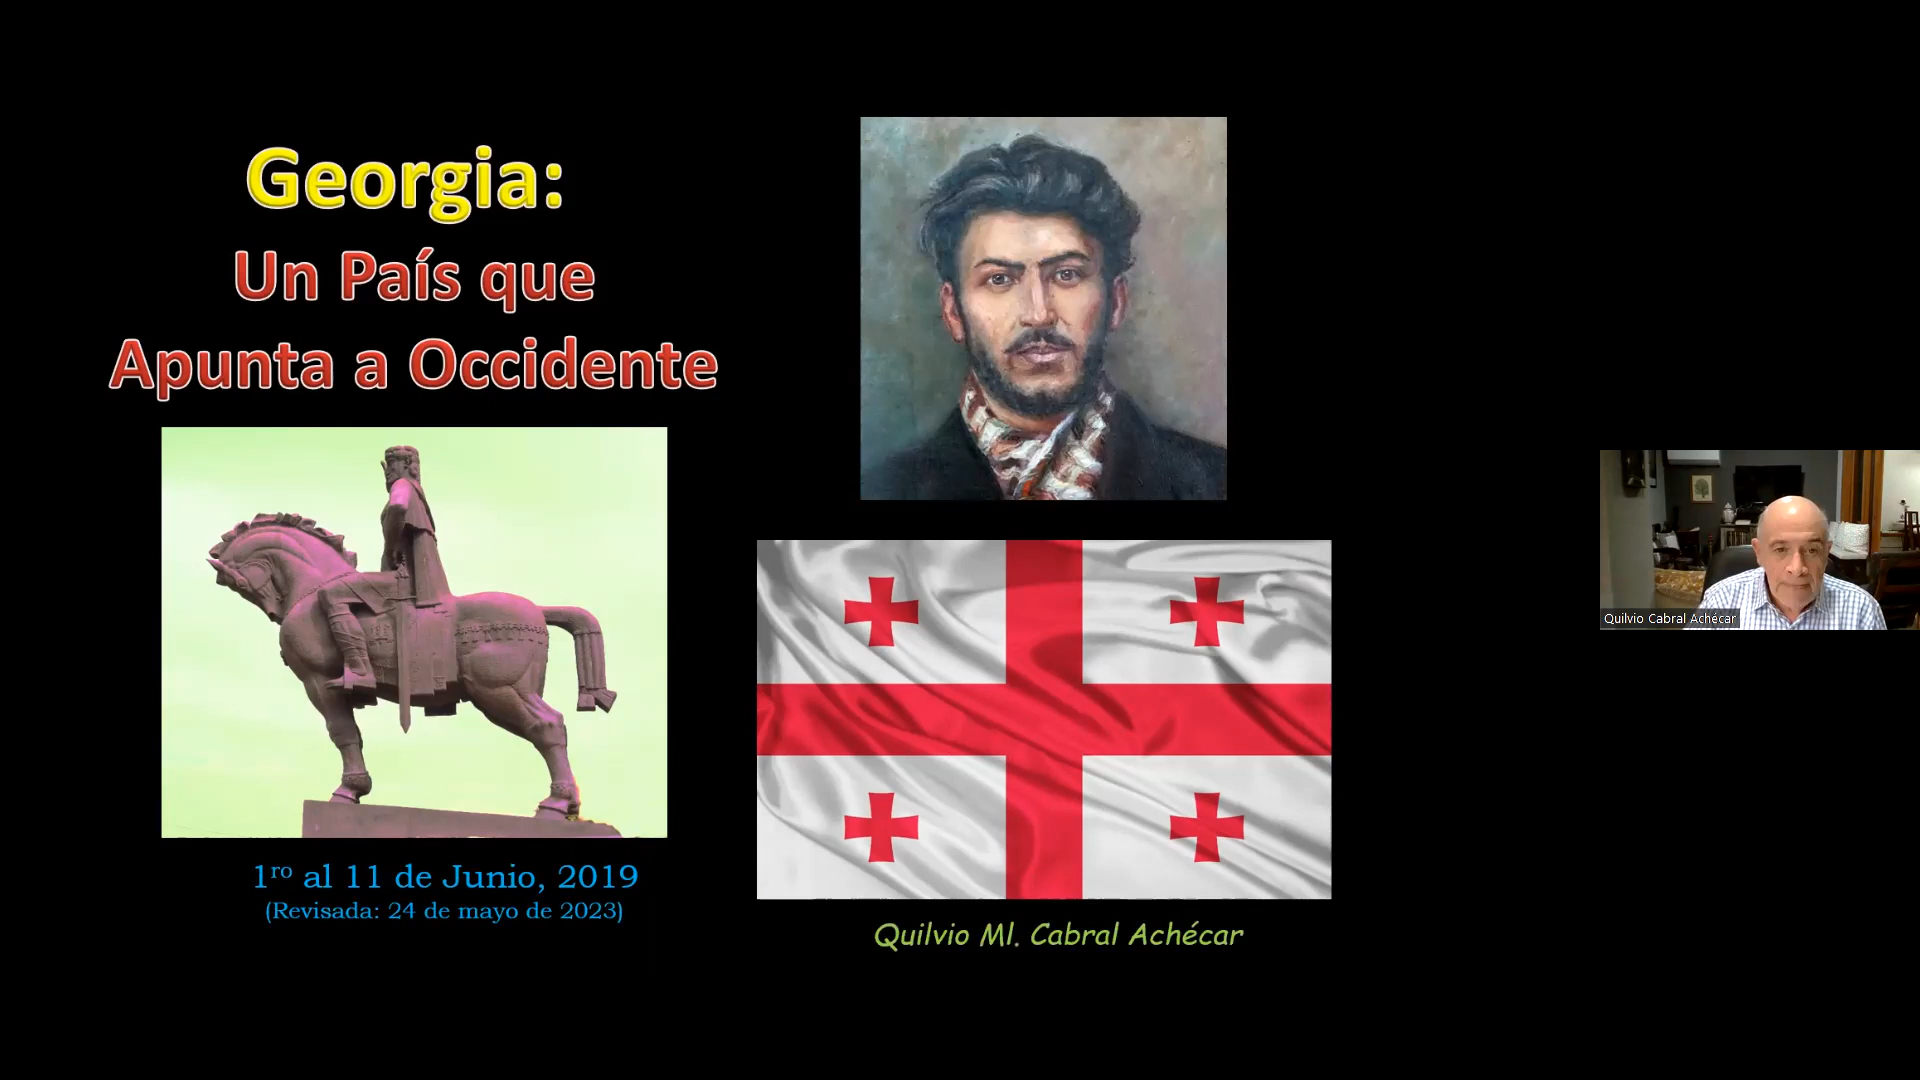 Georgia:
Un País que
Apunta a Occidente
1ro al 11 de Junio, 2019
(Revisada: 24 de mayo de 2023)
Quilvio Ml. Cabral Achécar
Quilvio Cabral Achécar